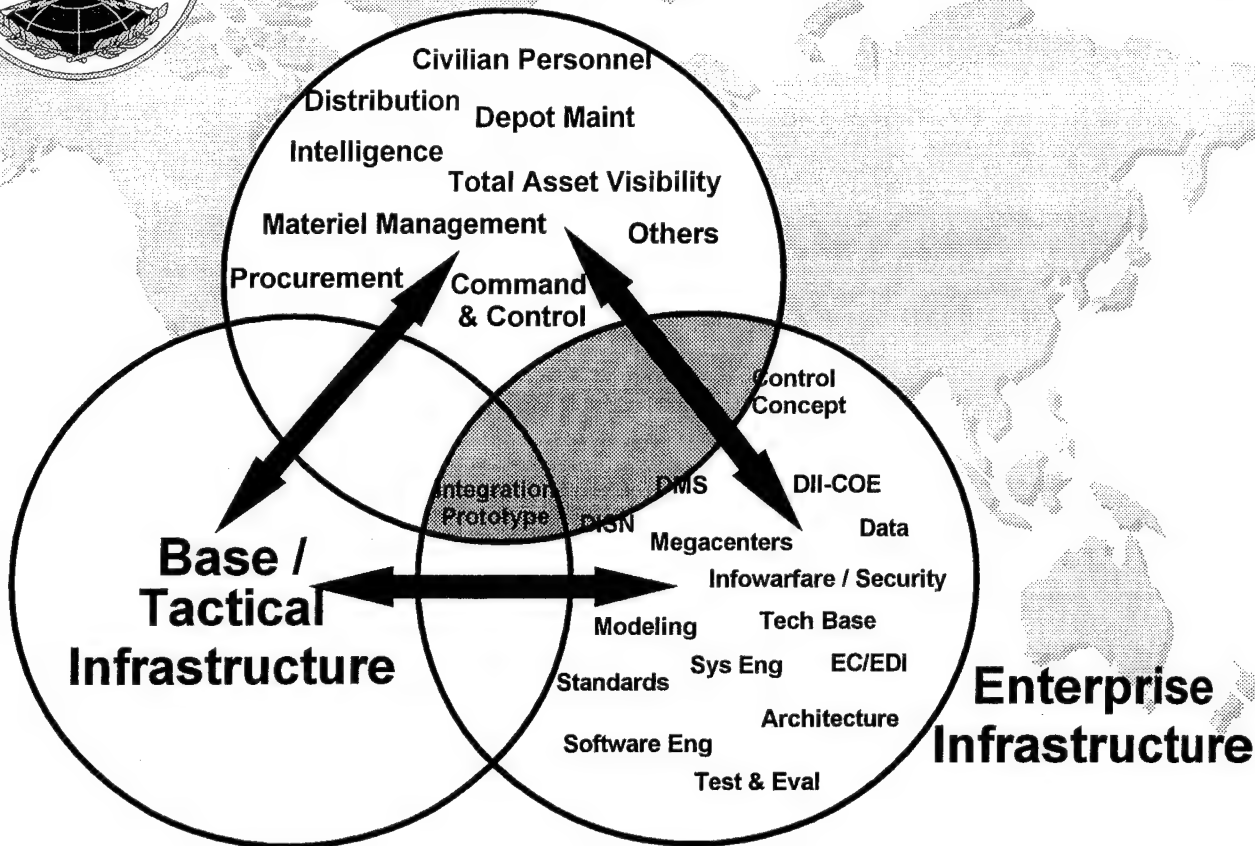 Civilian Personnel
Distribution
Depot Maint
Intelligence
Total Asset Visibility
Materiel Management
Others
Procurement
Command
& Control
Control
Concept
Integration
Prototype
DMS
DII-COE
DISN
Data
Megacenters
Base /
Tactical
Infrastructure
Infowarfare / Security
Modeling
Tech Base
Sys Eng
EC/EDI
Standards
Architecture
Software Eng
Test & Eval
Enterprise
Infrastructure